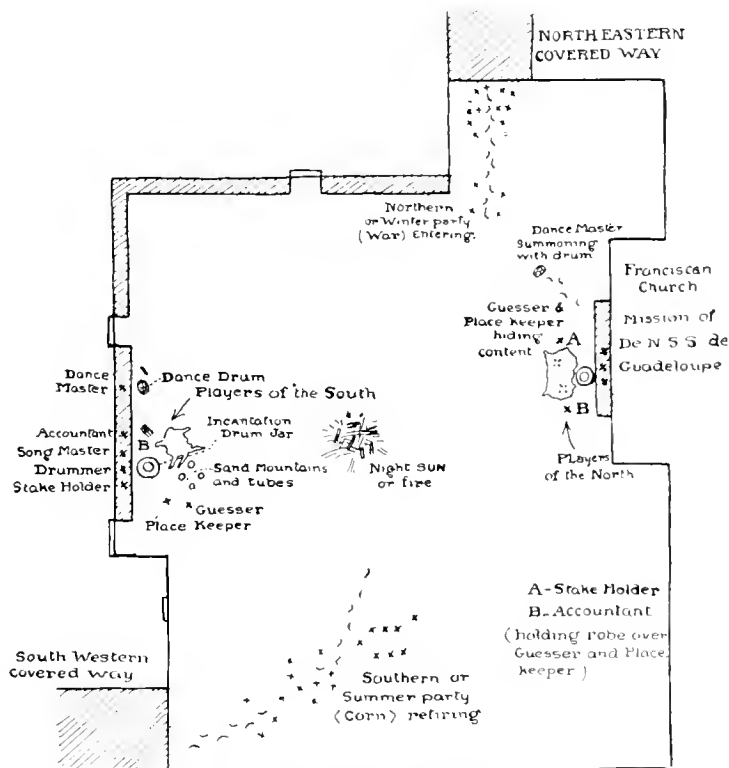 NORTH EASTERN
COVERED WAY
Northern
or Winter party
(War) Entering.
Dance Master
Summoning
with drum
Franciscan
Church
Mission of
De N S S de
Guadeloupe
Guesser &
Place Keeper
hiding
content
A
B
Players
of the North
Dance
Master
Dance Drum
Players of the South
Accountant
B
Song Master
Drummer
Stake Holder
Incantation
Drum Jar
Sand Mountains
and tubes
Night SUN
or fire
Guesser
Place Keeper
A-Stake Holder
B-Accountant
(holding robe over
Guesser and Place
keeper)
South Western
Covered Way
Southern or
Summer party
(Corn) retiring